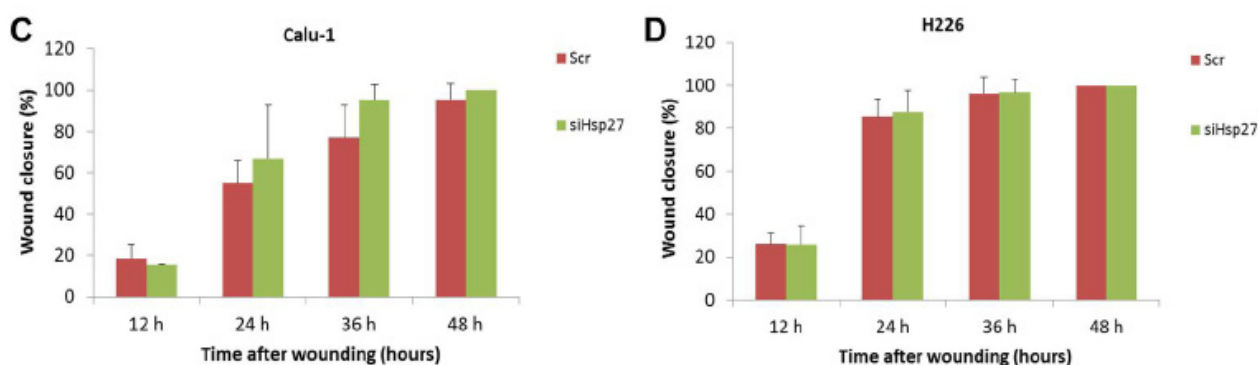 C
Calu-1
Wound closure (%)
120
100
80
60
40
20
0
12 h 24 h 36 h 48 h
Time after wounding (hours)
Scr
siHsp27
D
H226
Wound closure (%)
120
100
80
60
40
20
0
12 h 24 h 36 h 48 h
Time after wounding (hours)
Scr
siHsp27